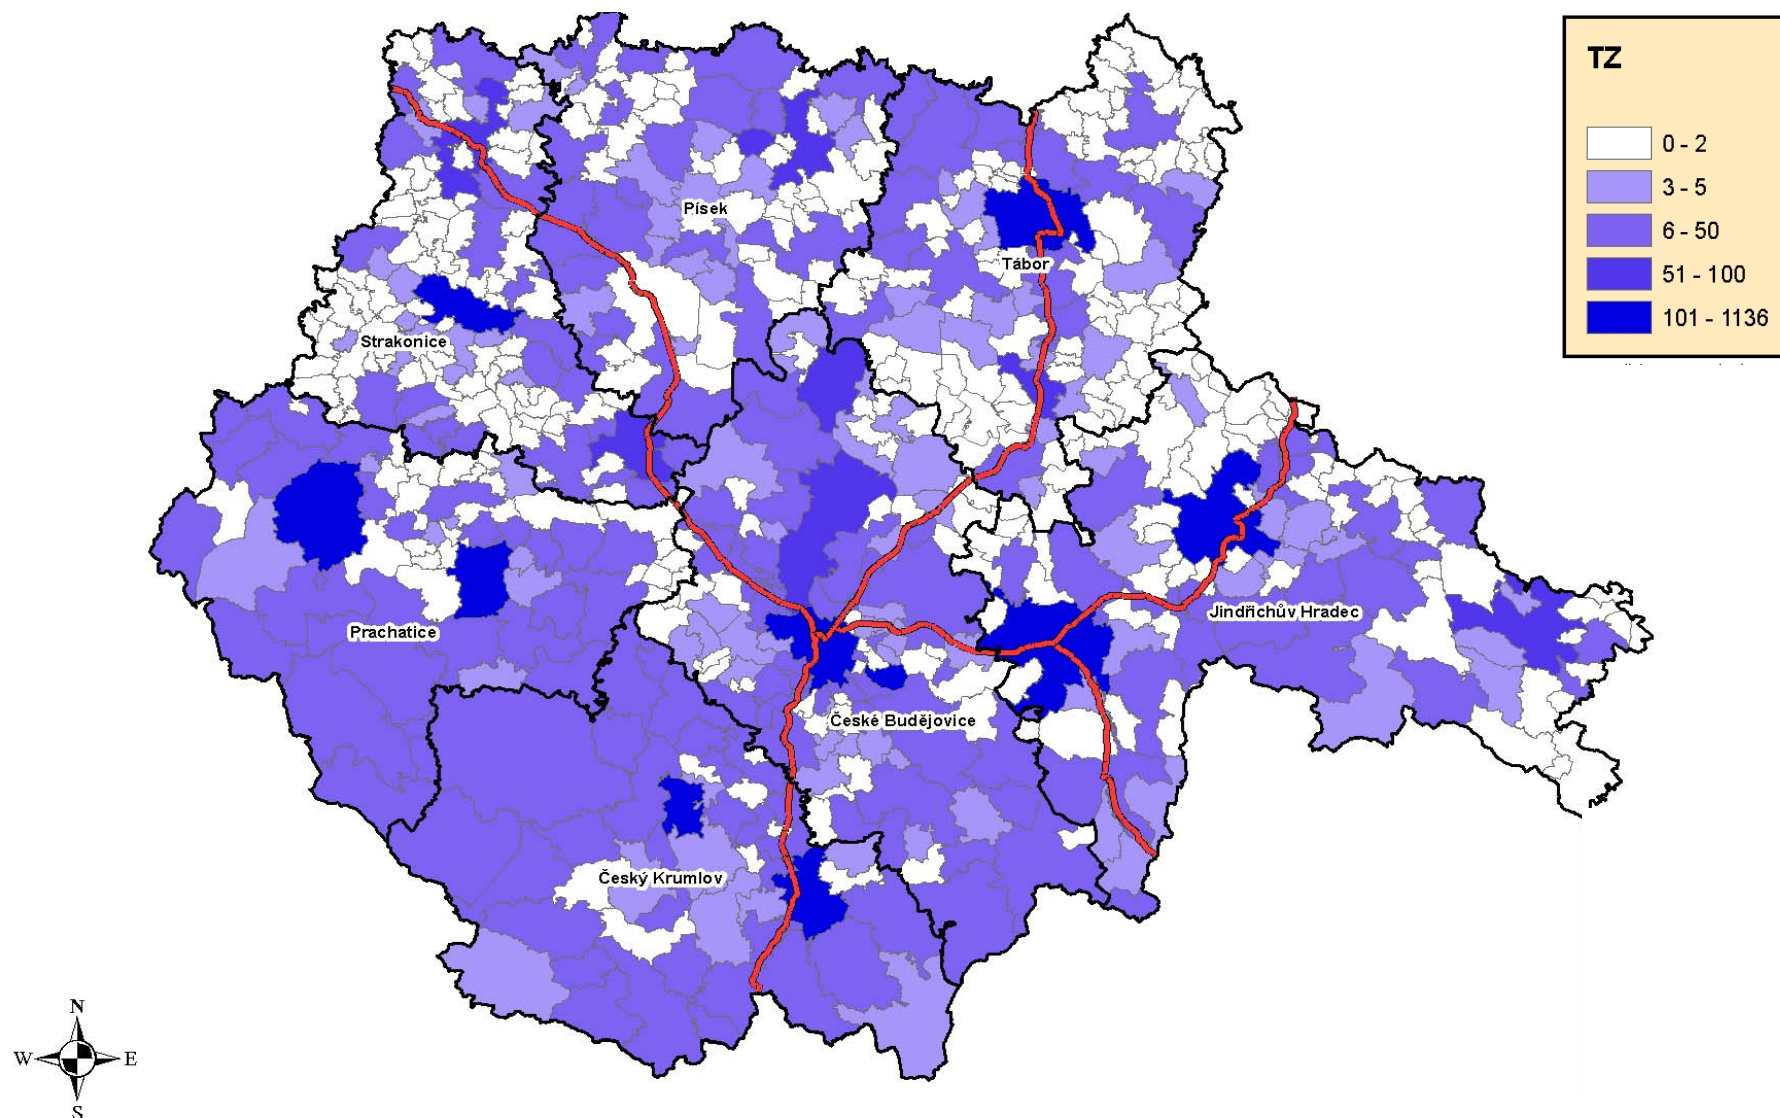 TZ
0 - 2
3 - 5
6 - 50
51 - 100
101 - 1136
Písek
Tábor
Strakonice
Jindřichův Hradec
Prachatice
České Budějovice
Český Krumlov
N
W E
S